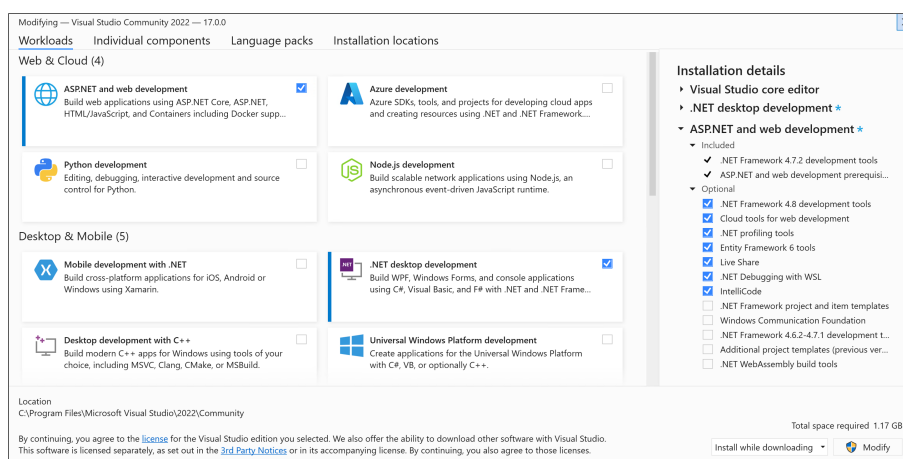 Modifying — Visual Studio Community 2022 — 17.0.0
Workloads Individual components Language packs Installation locations
Web & Cloud (4)
ASP.NET and web development
Build web applications using ASP.NET Core, ASP.NET,
HTML/JavaScript, and Containers including Docker supp...
Azure development
Azure SDKs, tools, and projects for developing cloud apps
and creating resources using .NET and .NET Framework....
Python development
Editing, debugging, interactive development and source
control for Python.
JS
Node.js development
Build scalable network applications using Node.js, an
asynchronous event-driven JavaScript runtime.
Desktop & Mobile (5)
Mobile development with .NET
Build cross-platform applications for iOS, Android or
Windows using Xamarin.
.NET
.NET desktop development
Build WPF, Windows Forms, and console applications
using C#, Visual Basic, and F# with .NET and .NET Frame...
Desktop development with C++
Build modern C++ apps for Windows using tools of your
choice, including MSVC, Clang, CMake, or MSBuild.
Universal Windows Platform development
Create applications for the Universal Windows Platform
with C#, VB, or optionally C++.
Installation details
Visual Studio core editor
.NET desktop development *
ASP.NET and web development *
Included
.NET Framework 4.7.2 development tools
ASP.NET and web development prerequisi...
Optional
.NET Framework 4.8 development tools
Cloud tools for web development
.NET profiling tools
Entity Framework 6 tools
Live Share
.NET Debugging with WSL
IntelliCode
.NET Framework project and item templates
Windows Communication Foundation
.NET Framework 4.6.2-4.7.1 development t...
Additional project templates (previous ver...
.NET WebAssembly build tools
Location
C:\Program Files\Microsoft Visual Studio\2022\Community
Total space required 1.17 GB
By continuing, you agree to the license for the Visual Studio edition you selected. We also offer the ability to download other software with Visual Studio.
This software is licensed separately, as set out in the 3rd Party Notices or in its accompanying license. By continuing, you also agree to those licenses.
Install while downloading Modify